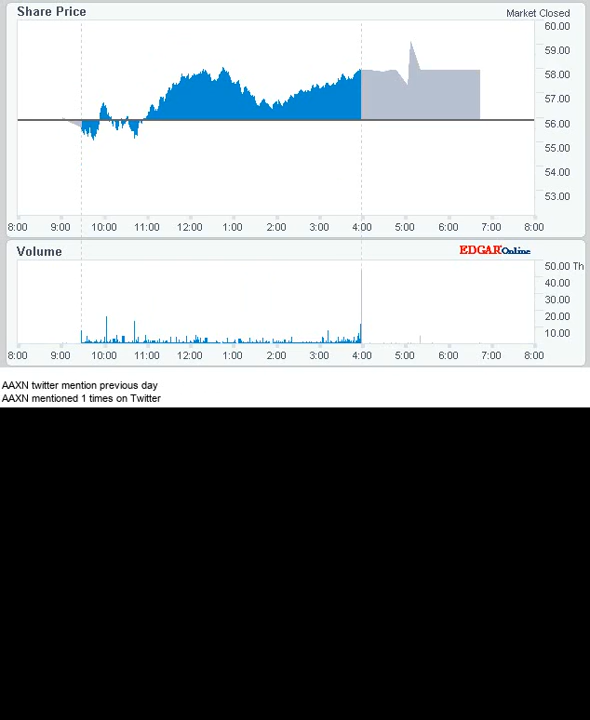 Share Price
Market Closed
60.00
59.00
58.00
57.00
56.00
55.00
54.00
53.00
8:00 9:00 10:00 11:00 12:00 1:00 2:00 3:00 4:00 5:00 6:00 7:00 8:00
Volume
EDGAR Online
50.00 Th
40.00
30.00
20.00
10.00
8:00 9:00 10:00 11:00 12:00 1:00 2:00 3:00 4:00 5:00 6:00 7:00 8:00
AAXN twitter mention previous day
AAXN mentioned 1 times on Twitter